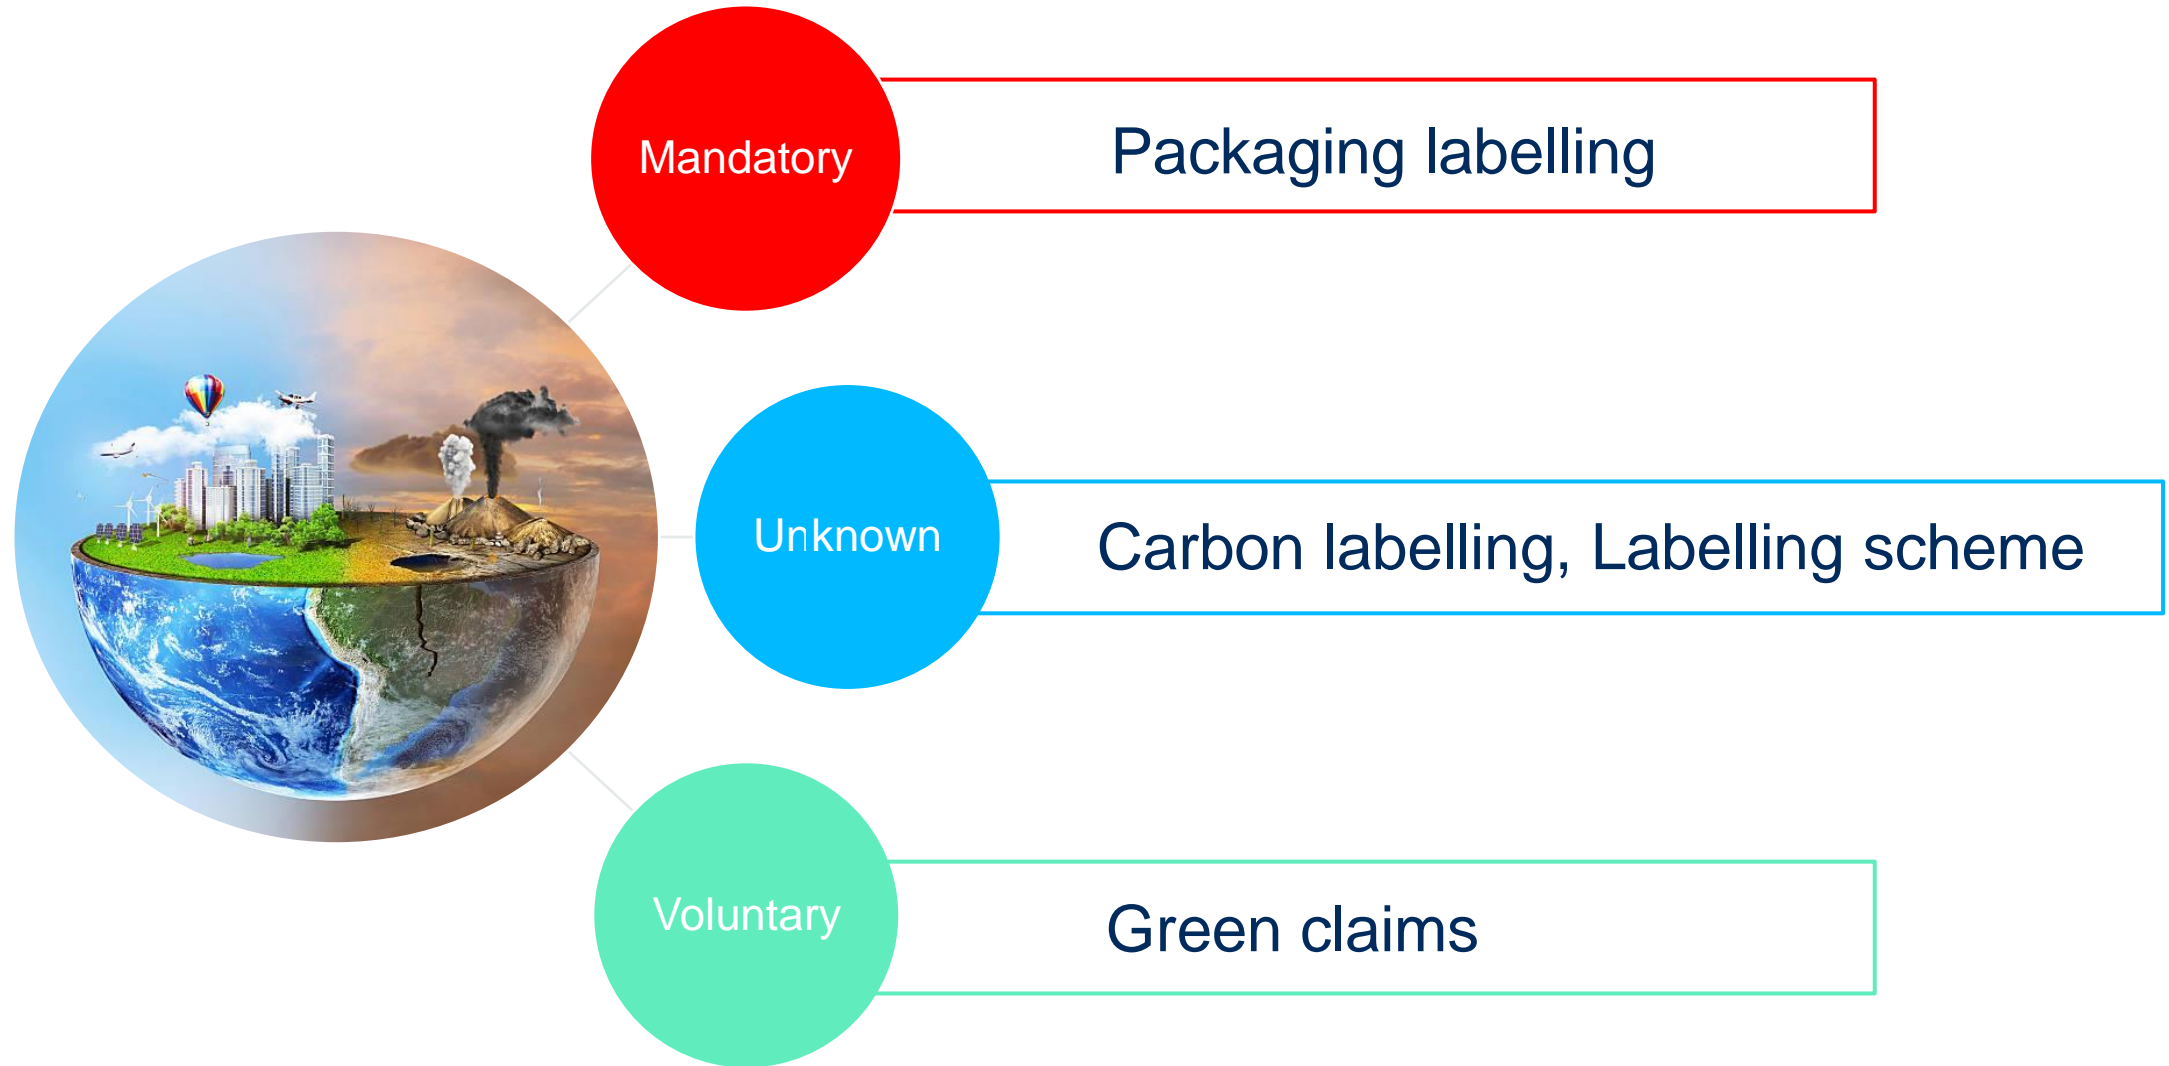 Mandatory
Packaging labelling
Unknown
Carbon labelling, Labelling scheme
Voluntary
Green claims